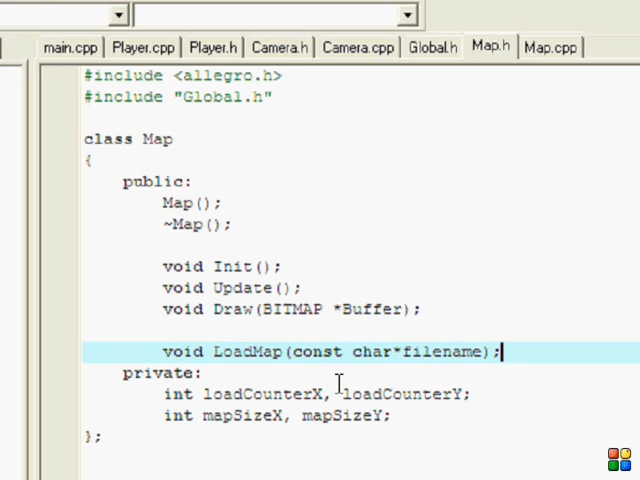 main.cpp Player.cpp Player.h Camera.h Camera.cpp Global.h Map.h Map.cpp
#include <allegro.h>
#include "Global.h"
class Map
{
public:
Map();
~Map();
void Init();
void Update();
void Draw(BITMAP *Buffer);
void LoadMap(const char*filename);
private:
int loadCounterX, loadCounterY;
int mapSizeX, mapSizeY;
};